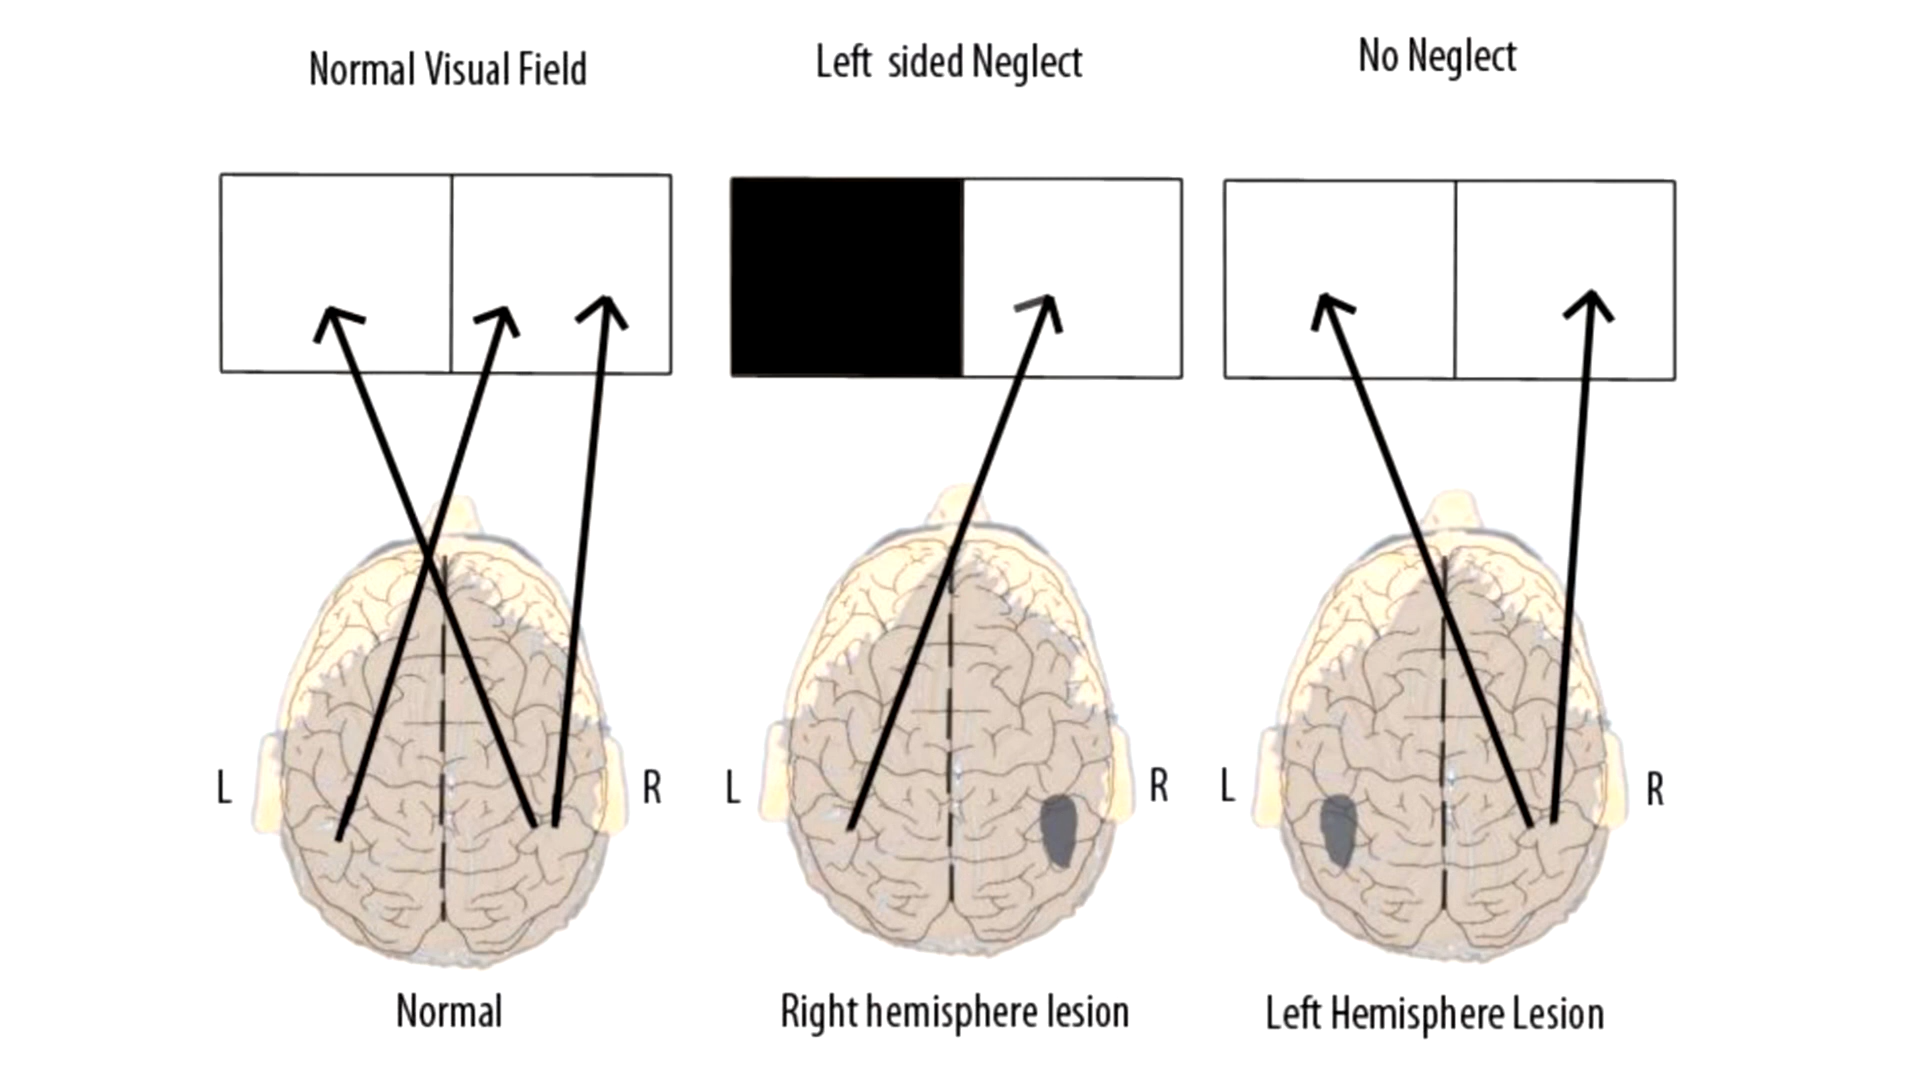 Normal Visual Field
Left sided Neglect
No Neglect
L
R
L
R
L
R
Normal
Right hemisphere lesion
Left Hemisphere Lesion